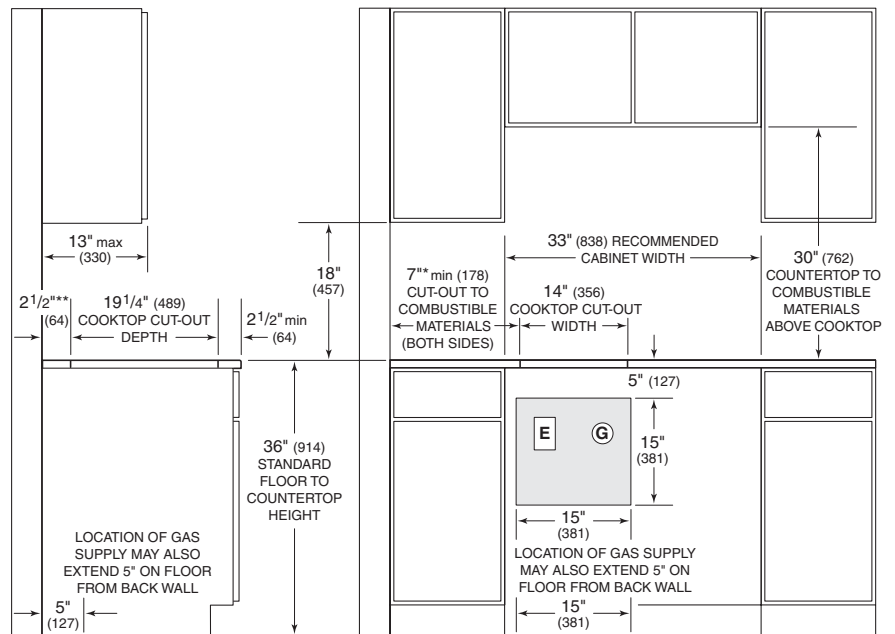 13" max
(330)
18"
(457)
2 1/2"**
(64)
19 1/4" (489)
COOKTOP CUT-OUT
DEPTH
2 1/2" min
(64)
36" (914)
STANDARD
FLOOR TO
COUNTERTOP
HEIGHT
LOCATION OF GAS
SUPPLY MAY ALSO
EXTEND 5" ON FLOOR
FROM BACK WALL
5"
(127)
33" (838) RECOMMENDED
CABINET WIDTH
7"* min (178)
CUT-OUT TO
COMBUSTIBLE
MATERIALS
(BOTH SIDES)
14" (356)
COOKTOP CUT-OUT
WIDTH
30" (762)
COUNTERTOP TO
COMBUSTIBLE
MATERIALS
ABOVE COOKTOP
5" (127)
E
G
15"
(381)
15"
(381)
LOCATION OF GAS SUPPLY
MAY ALSO EXTEND 5" ON
FLOOR FROM BACK WALL
15"
(381)